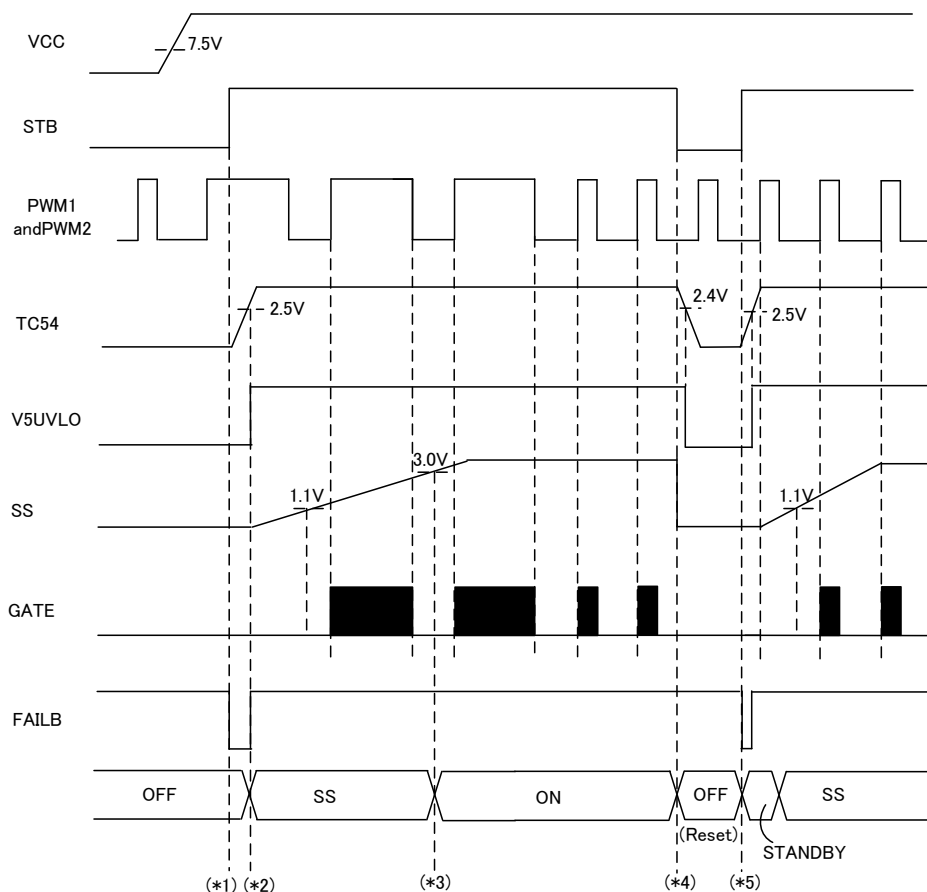 VCC
7.5V
STB
PWM1
andPWM2
TC54
2.5V
2.4V
2.5V
V5UVLO
SS
1.1V
3.0V
1.1V
GATE
FAILB
OFF
SS
ON
OFF
SS
(Reset)
STANDBY
(*1)
(*2)
(*3)
(*4)
(*5)